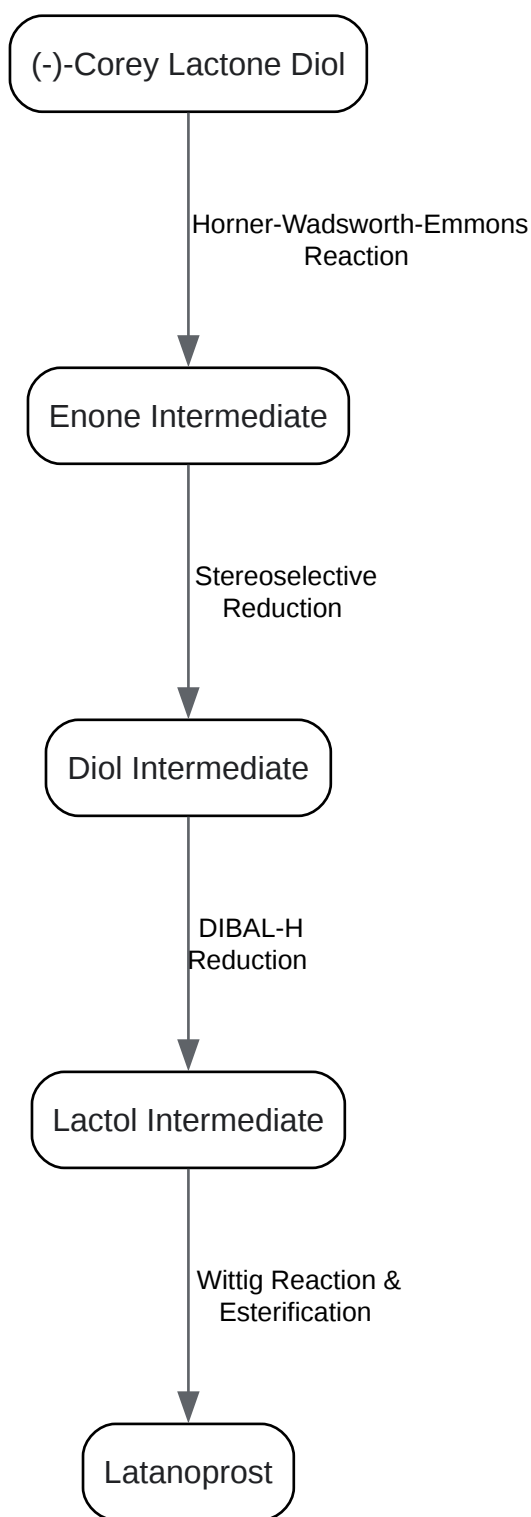 (-)-Corey Lactone Diol
Horner-Wadsworth-Emmons
Reaction
Enone Intermediate
Stereoselective
Reduction
Diol Intermediate
DIBAL-H
Reduction
Lactol Intermediate
Wittig Reaction &
Esterification
Latanoprost